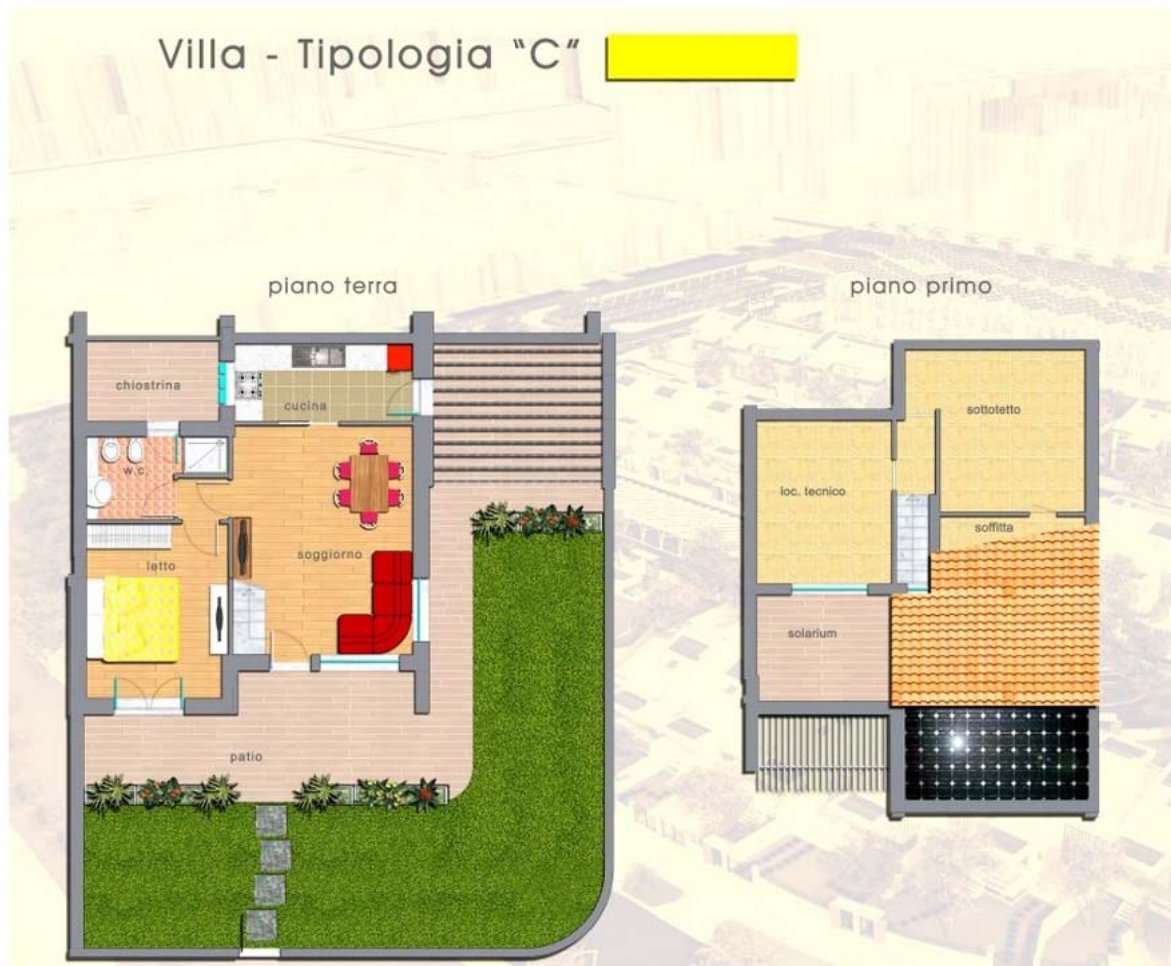 Villa - Tipologia "C"
piano terra
chiostrina
cucina
w.c.
letto
soggiorno
patio
piano primo
sottotetto
loc. tecnico
soffitta
solarium